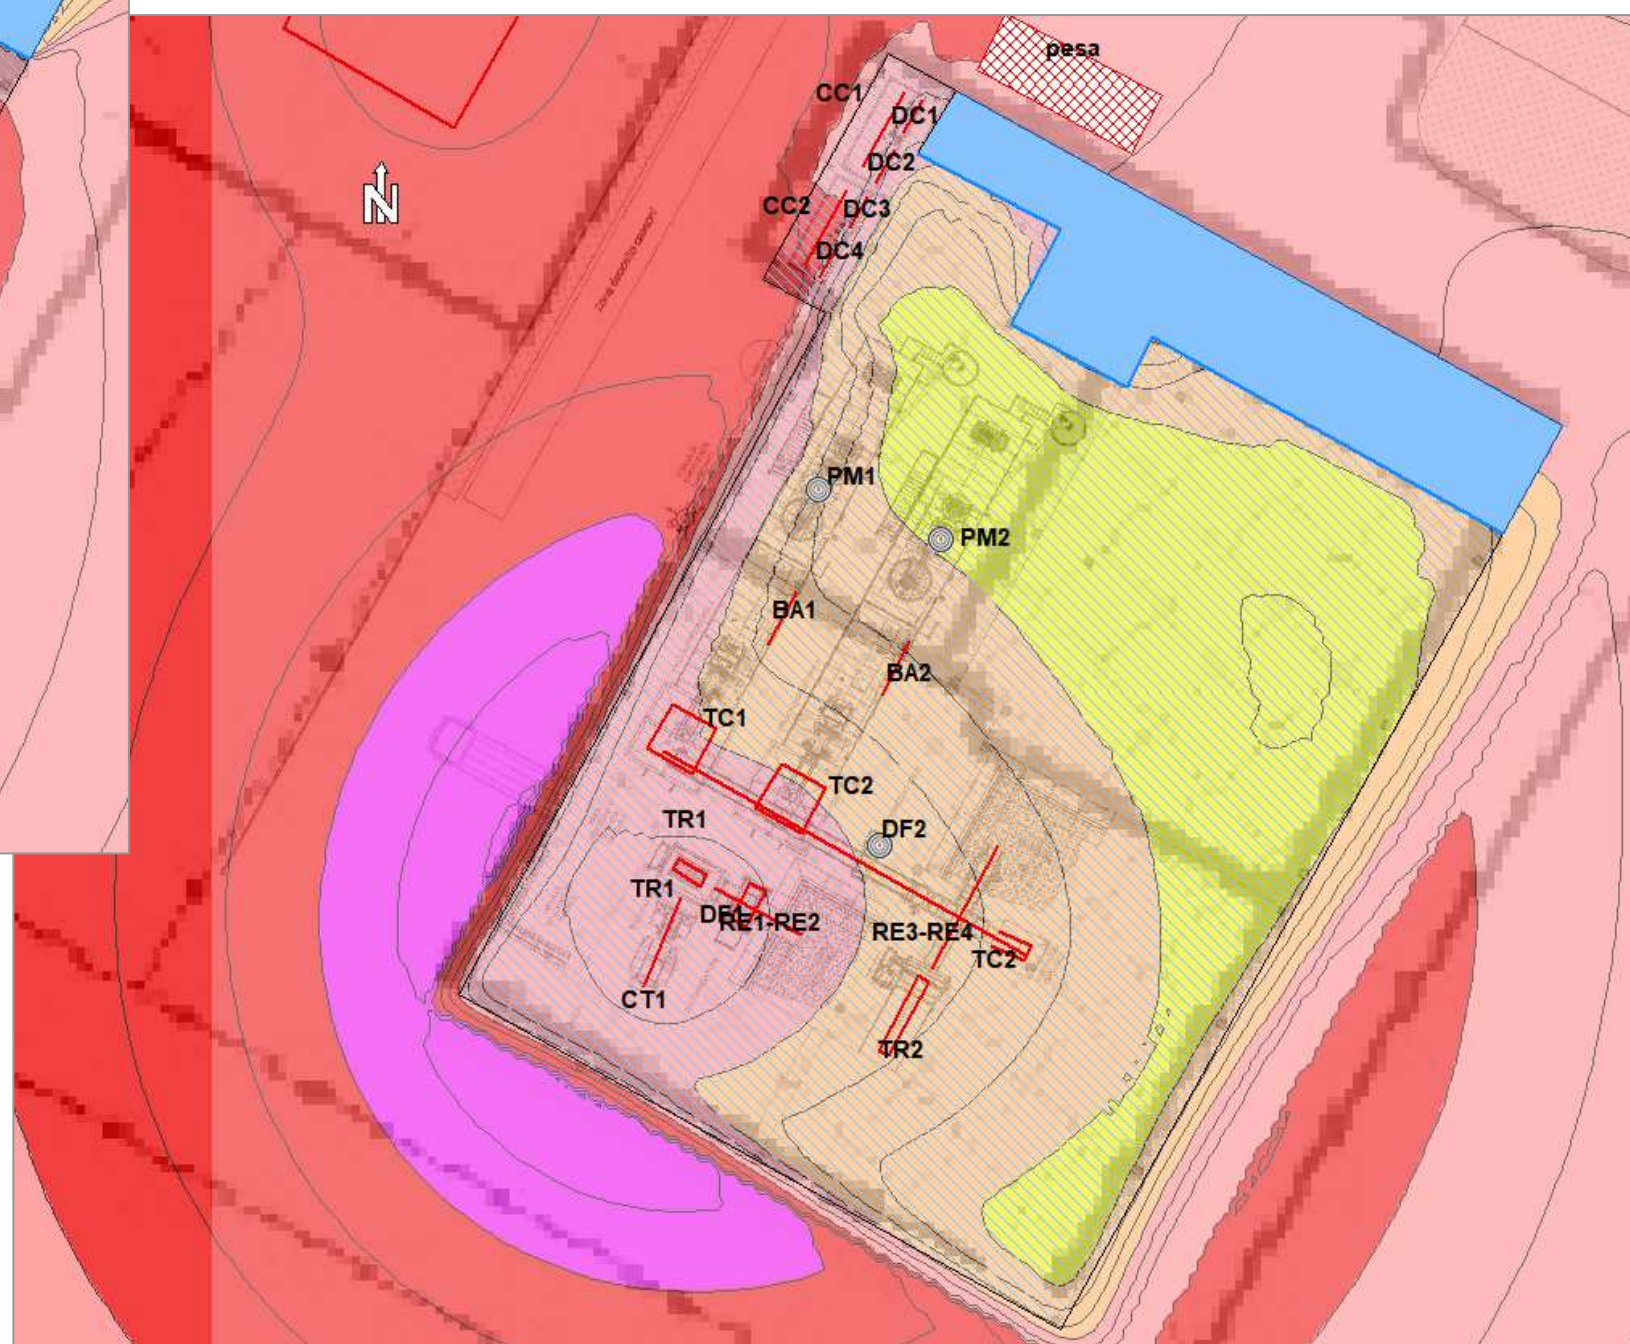 pesa
CC1
DC1
DC2
CC2
DC3
DC4
N
PM1
PM2
BA1
BA2
TC1
TC2
TR1
DF2
TR1
RE1-RE2
RE3-RE4
TC2
CT1
TR2